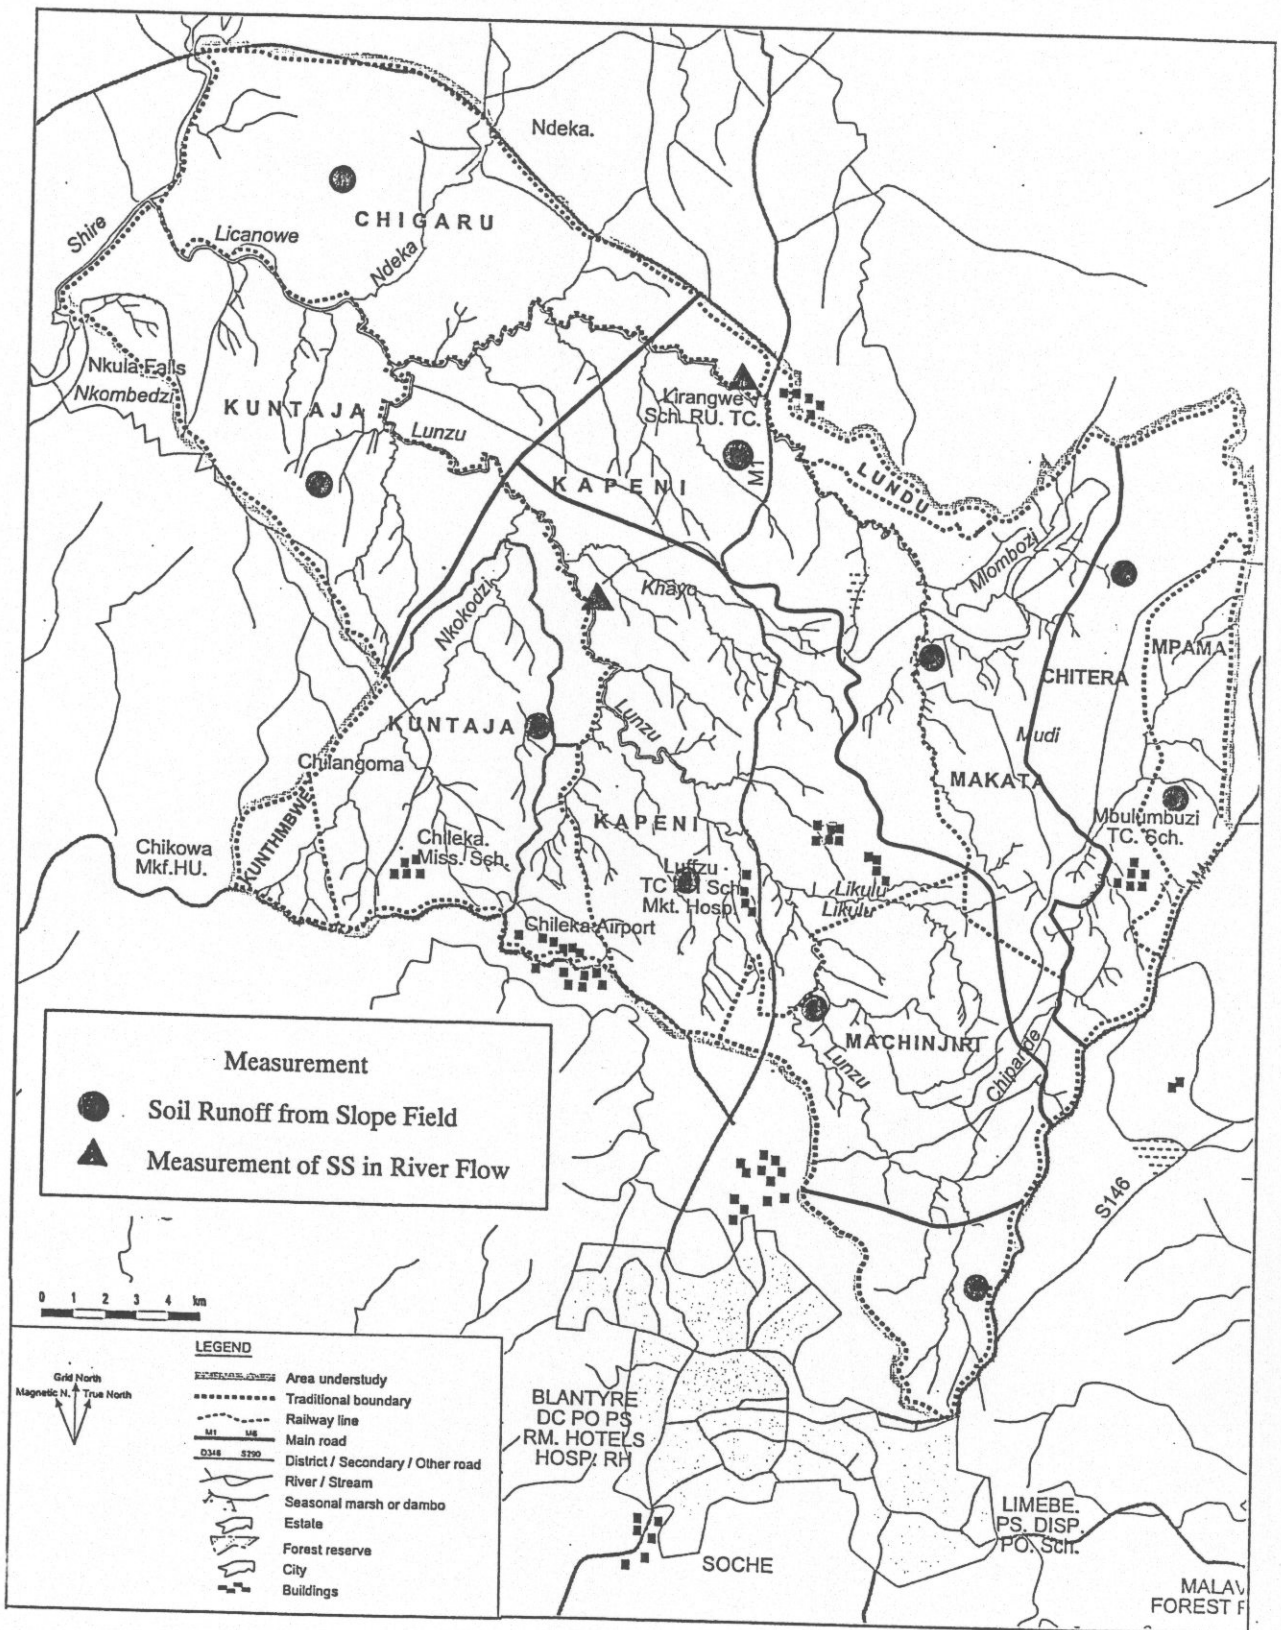 Ndeka.
CHIGARU
Shire
Licanowe
Ndeka
Nkula Falls
Nkombedzi
KUNTAJA
Kirangwe
Sch. RU. TC.
Lunzu
M1
LUNDU
KAPENI
Mlombozi
Khayo
Nkokodzi
MPAMA
CHITERA
KUNTAJA
Lunzu
Mudi
Chilangoma
MAKATA
KUNTHMBWE
Mbulumbuzi
TC. Sch.
KAPENI
Chikowa
Mkf.HU.
Chileka.
Miss. Sch.
TC
Sch
Mkt. Hosp.
Likulu
Likulu
Chileka Airport
MACHINJIRI
Lunzu
Chipande
Measurement
Soil Runoff from Slope Field
Measurement of SS in River Flow
S146
0 1 2 3 4 km
LEGEND
Grid North
Magnetic N. True North
Area understudy
Traditional boundary
Railway line
M1 M6
Main road
D348 S290
District / Secondary / Other road
River / Stream
Seasonal marsh or dambo
Estate
Forest reserve
City
Buildings
BLANTYRE
DC PO PS
RM. HOTELS
HOSP. RH
LIMEBE.
PS. DISP.
PO. Sch.
SOCHE
MALAV
FOREST F